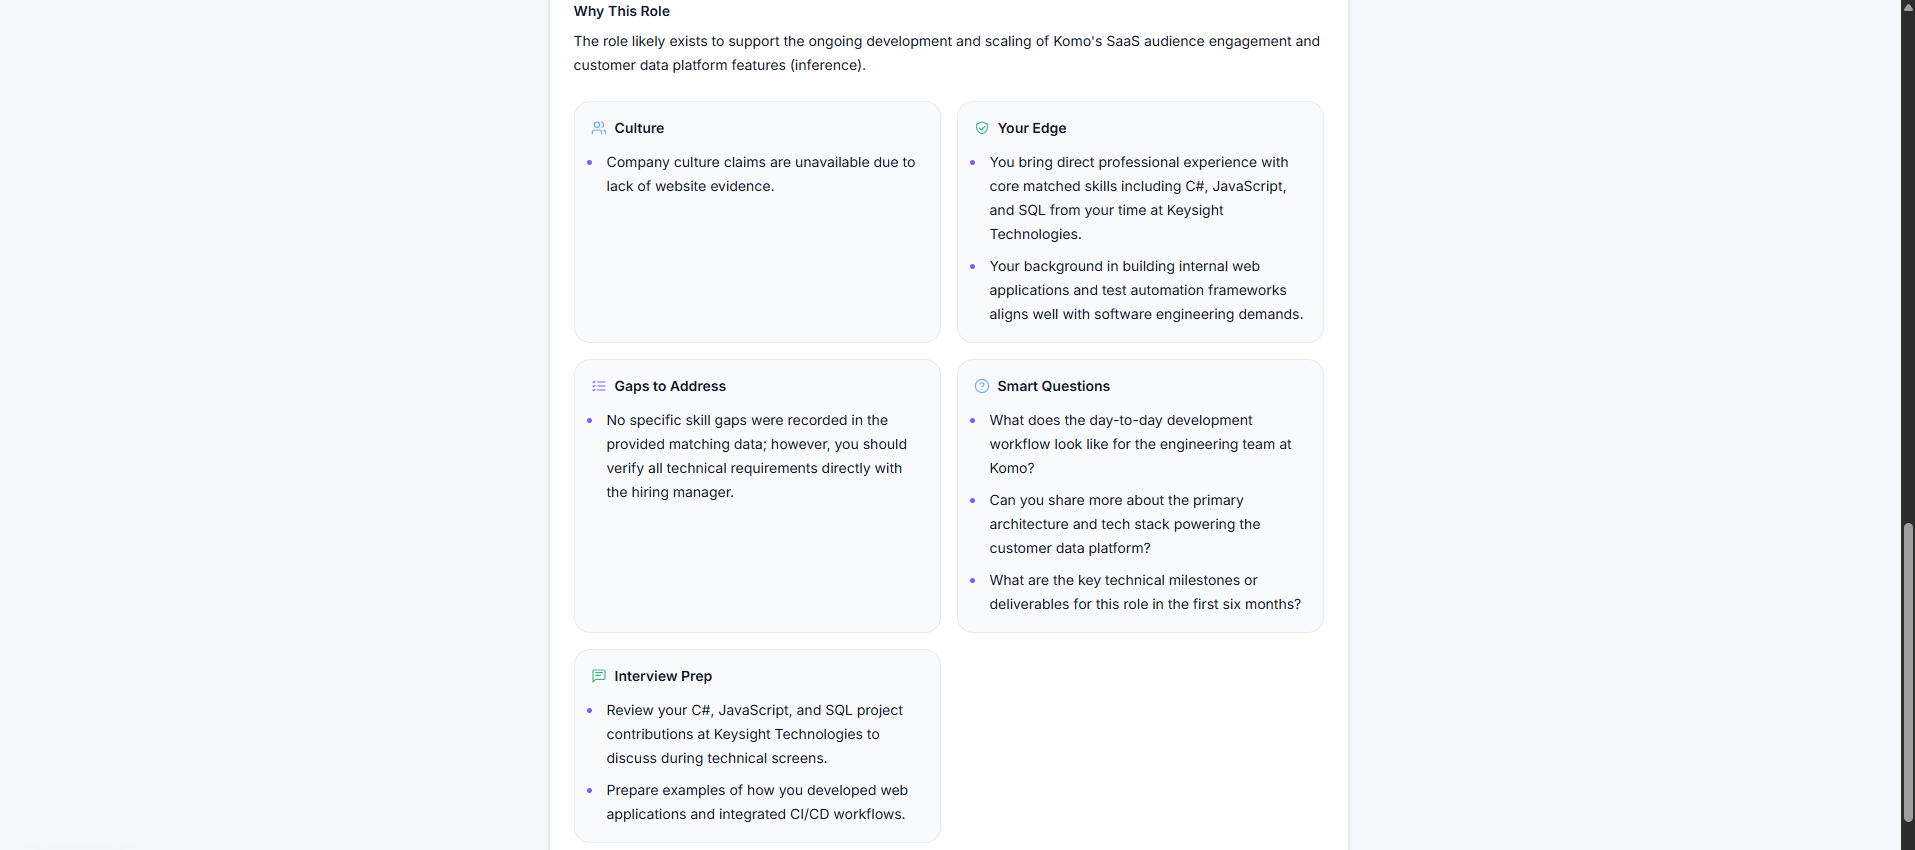 Why This Role
The role likely exists to support the ongoing development and scaling of Komo's SaaS audience engagement and
customer data platform features (inference).
Culture
Company culture claims are unavailable due to
lack of website evidence.
Your Edge
You bring direct professional experience with
core matched skills including C#, JavaScript,
and SQL from your time at Keysight
Technologies.
Your background in building internal web
applications and test automation frameworks
aligns well with software engineering demands.
Gaps to Address
No specific skill gaps were recorded in the
provided matching data; however, you should
verify all technical requirements directly with
the hiring manager.
Smart Questions
What does the day-to-day development
workflow look like for the engineering team at
Komo?
Can you share more about the primary
architecture and tech stack powering the
customer data platform?
What are the key technical milestones or
deliverables for this role in the first six months?
Interview Prep
Review your C#, JavaScript, and SQL project
contributions at Keysight Technologies to
discuss during technical screens.
Prepare examples of how you developed web
applications and integrated CI/CD workflows.